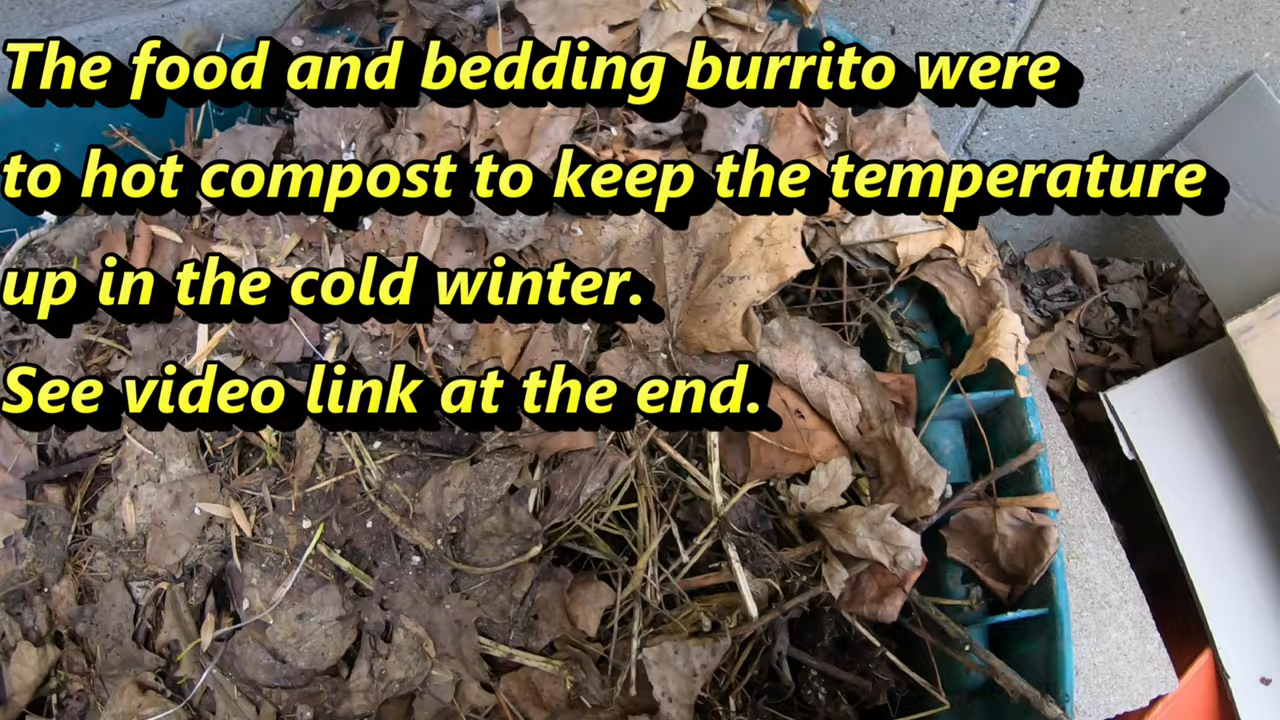 The food and bedding burrito were
to hot compost to keep the temperature
up in the cold winter.
See video link at the end.